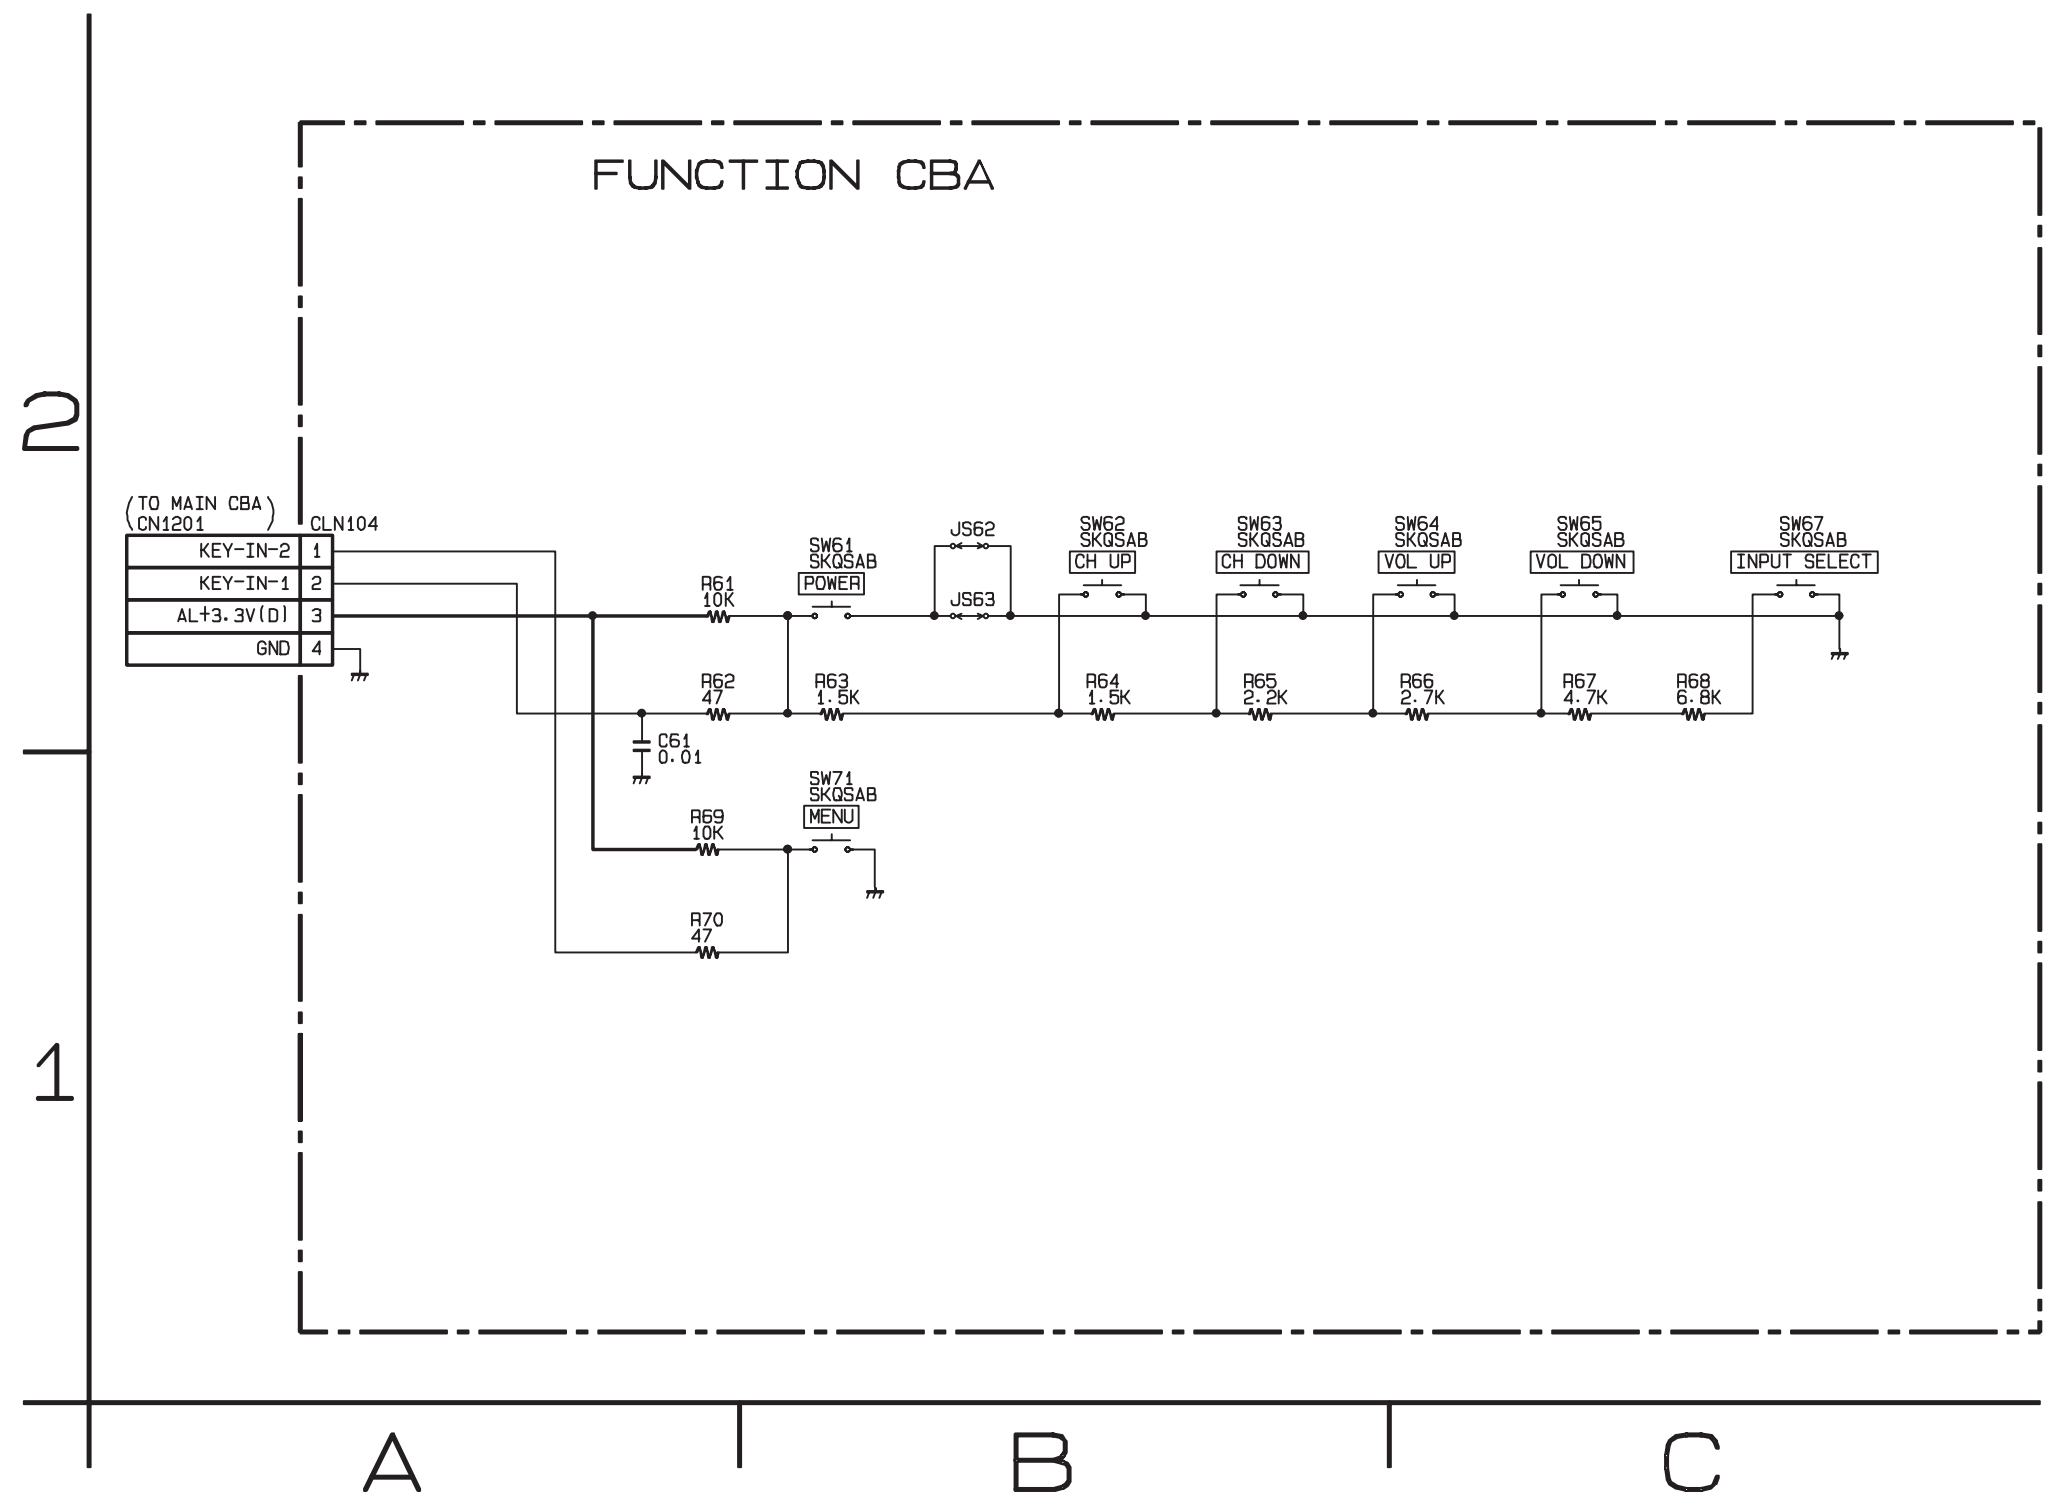 FUNCTION CBA
2
(TO MAIN CBA)
CN1201
CLN104
KEY-IN-2 1
KEY-IN-1 2
AL+3.3V(D) 3
GND 4
R61
10K
SW61
SKQSAB
POWER
JS62
JS63
SW62
SKQSAB
CH UP
SW63
SKQSAB
CH DOWN
SW64
SKQSAB
VOL UP
SW65
SKQSAB
VOL DOWN
SW67
SKQSAB
INPUT SELECT
R62
47
R63
1.5K
R64
1.5K
R65
2.2K
R66
2.7K
R67
4.7K
R68
6.8K
C61
0.01
SW71
SKQSAB
MENU
R69
10K
R70
47
1
A B C